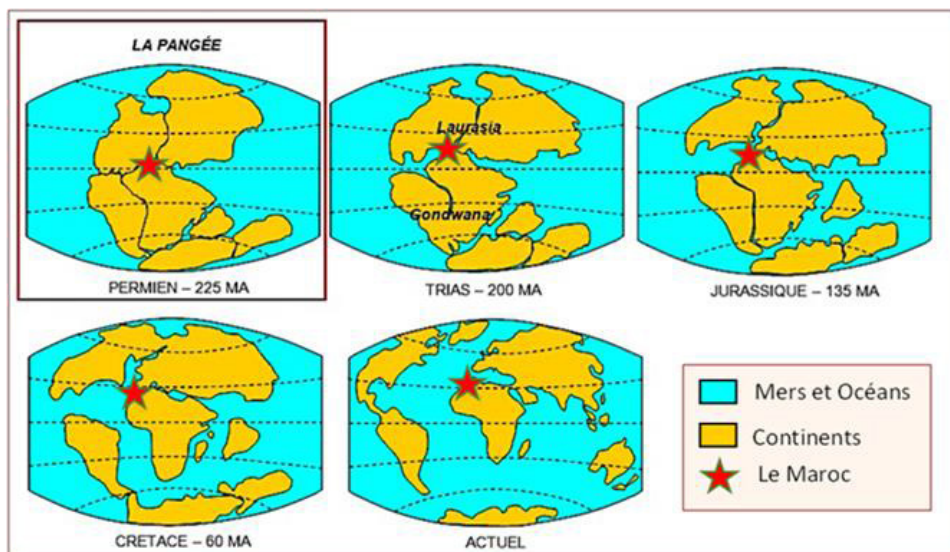 LA PANGÉE
PERMIEN – 225 MA
Laurasia
Gondwana
TRIAS – 200 MA
JURASSIQUE – 135 MA
CRETACE – 60 MA
ACTUEL
Mers et Océans
Continents
Le Maroc